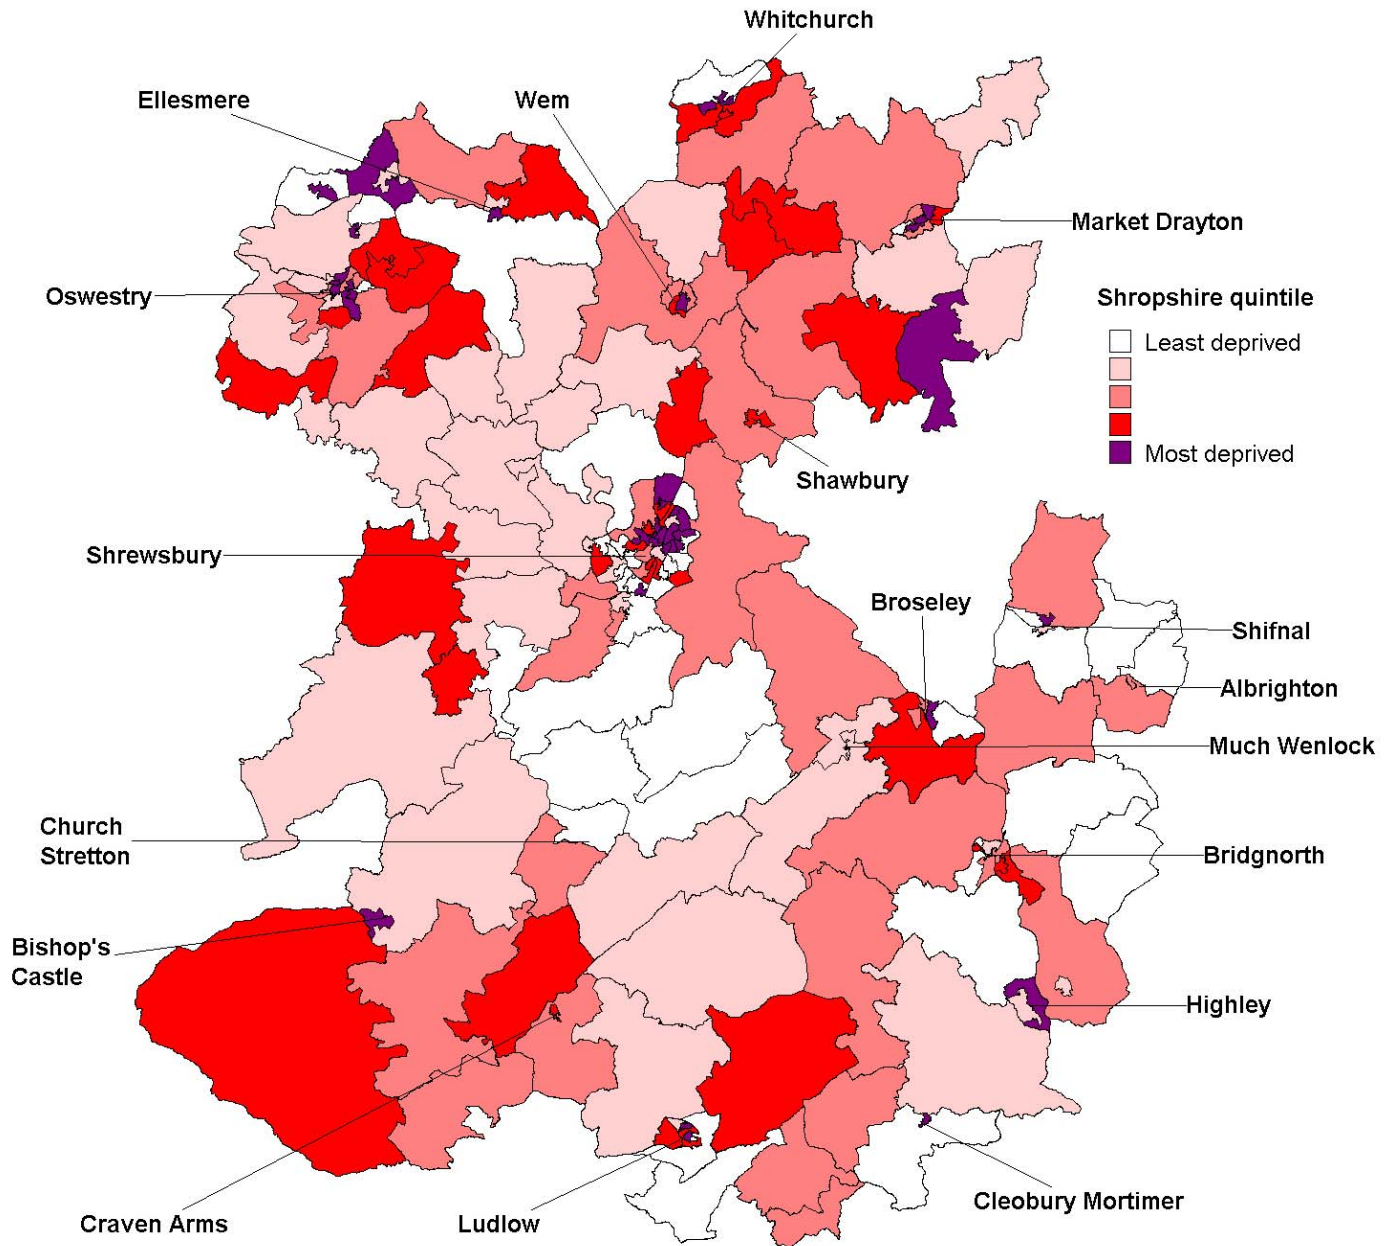 Whitchurch
Ellesmere
Wem
Market Drayton
Oswestry
Shropshire quintile
Least deprived
Most deprived
Shawbury
Shrewsbury
Broseley
Shifnal
Albrighton
Much Wenlock
Church
Stretton
Bridgnorth
Bishop's
Castle
Highley
Cleobury Mortimer
Craven Arms
Ludlow